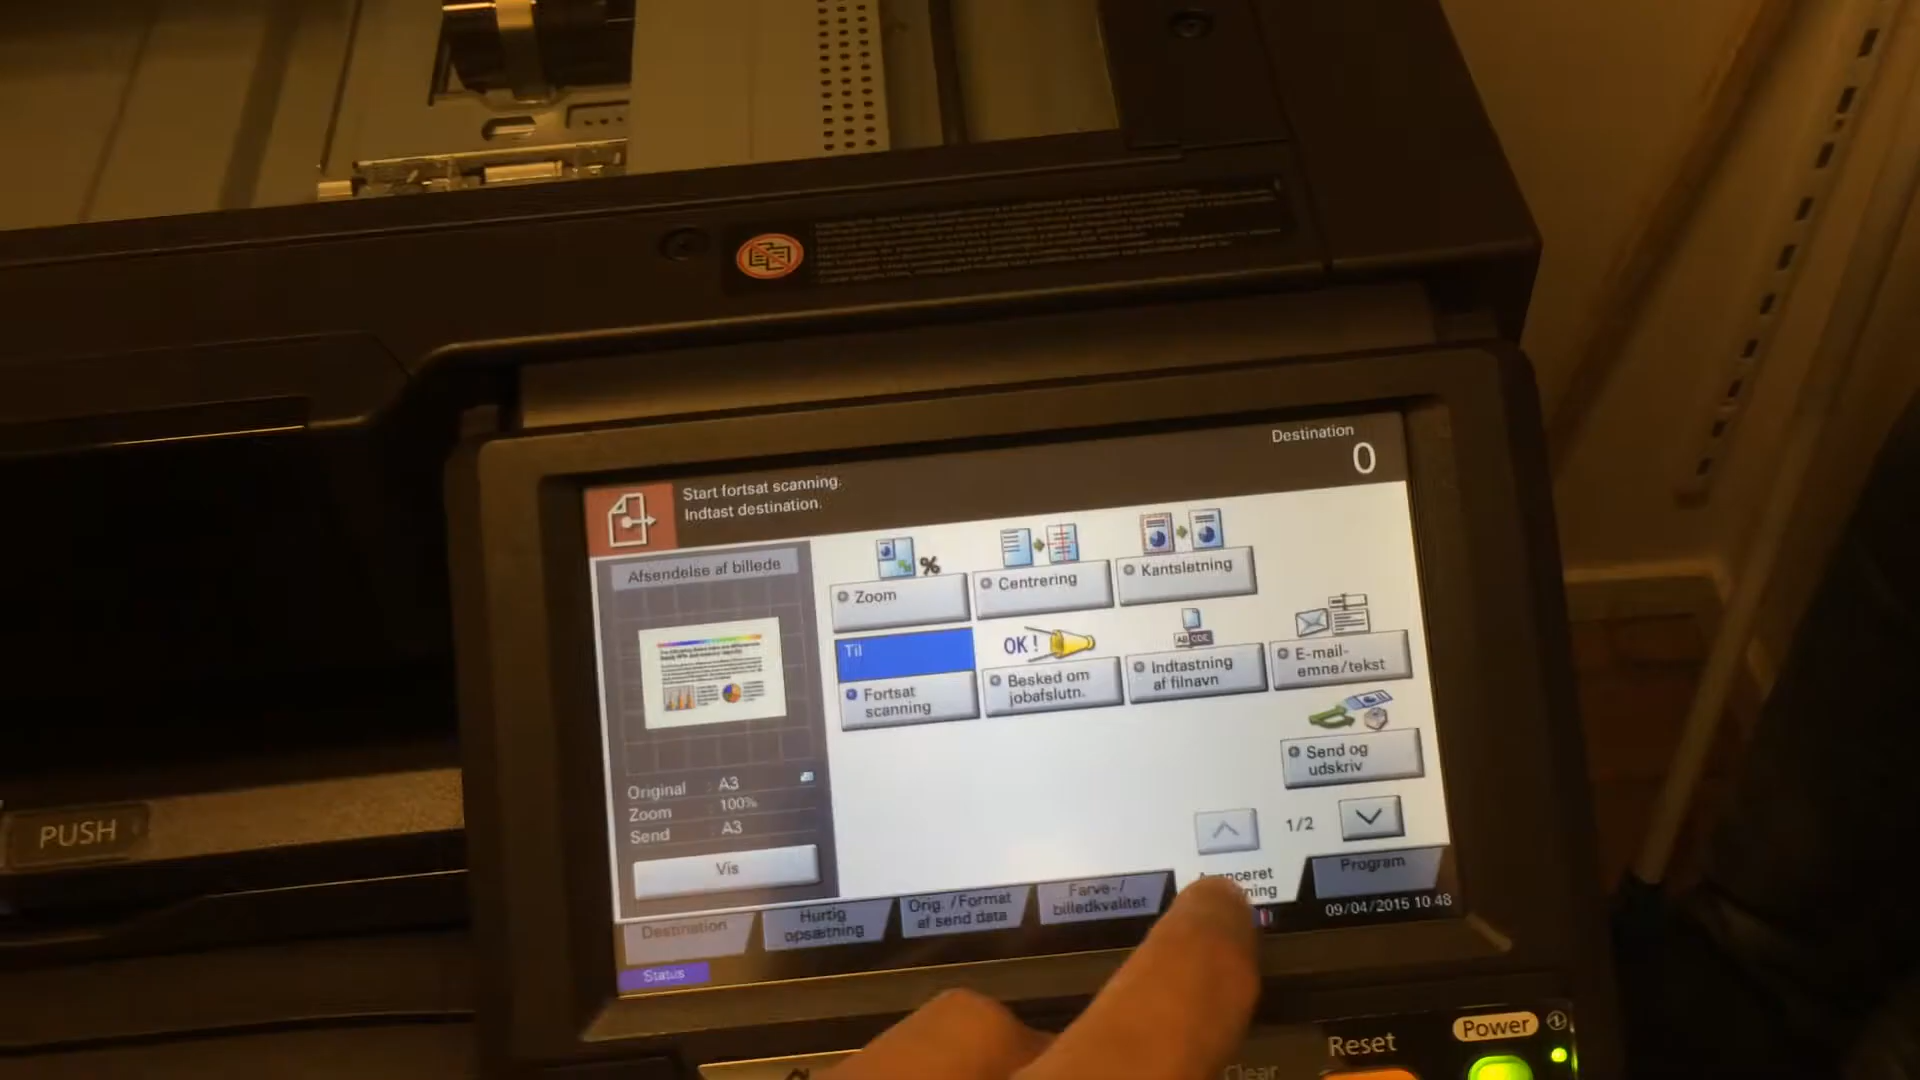 Destination
0
Start fortsat scanning.
Indtast destination.
Afsendelse af billede
%
Zoom
Centrering
Kantsletning
Til
Fortsat
scanning
OK!
Besked om
jobafslutn.
Indtastning
af filnavn
E-mail-
emne/tekst
Send og
udskriv
Original : A3
Zoom : 100%
Send : A3
Vis
1/2
Destination
Hurtig
opsætning
Orig./Format
af send data
Farve-/
billedkvalitet
Program
Status
09/04/2015 10.48
PUSH
Reset
Power
Clear